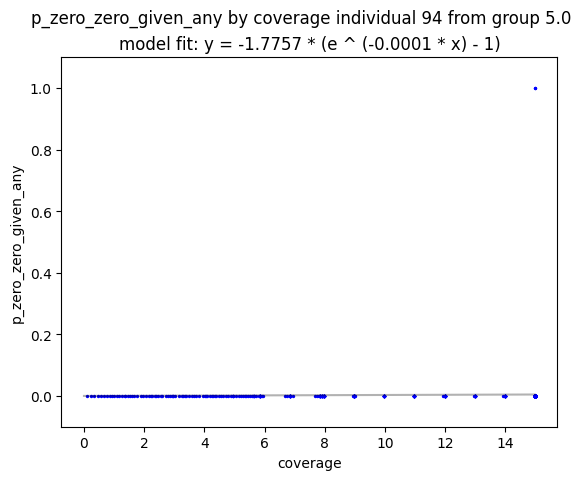 p_zero_zero_given_any by coverage individual 94 from group 5.0
model fit: y = -1.7757 * (e ^ (-0.0001 * x) - 1)
1.0
0.8
0.6
0.4
0.2
0.0
p_zero_zero_given_any
0 2 4 6 8 10 12 14
coverage